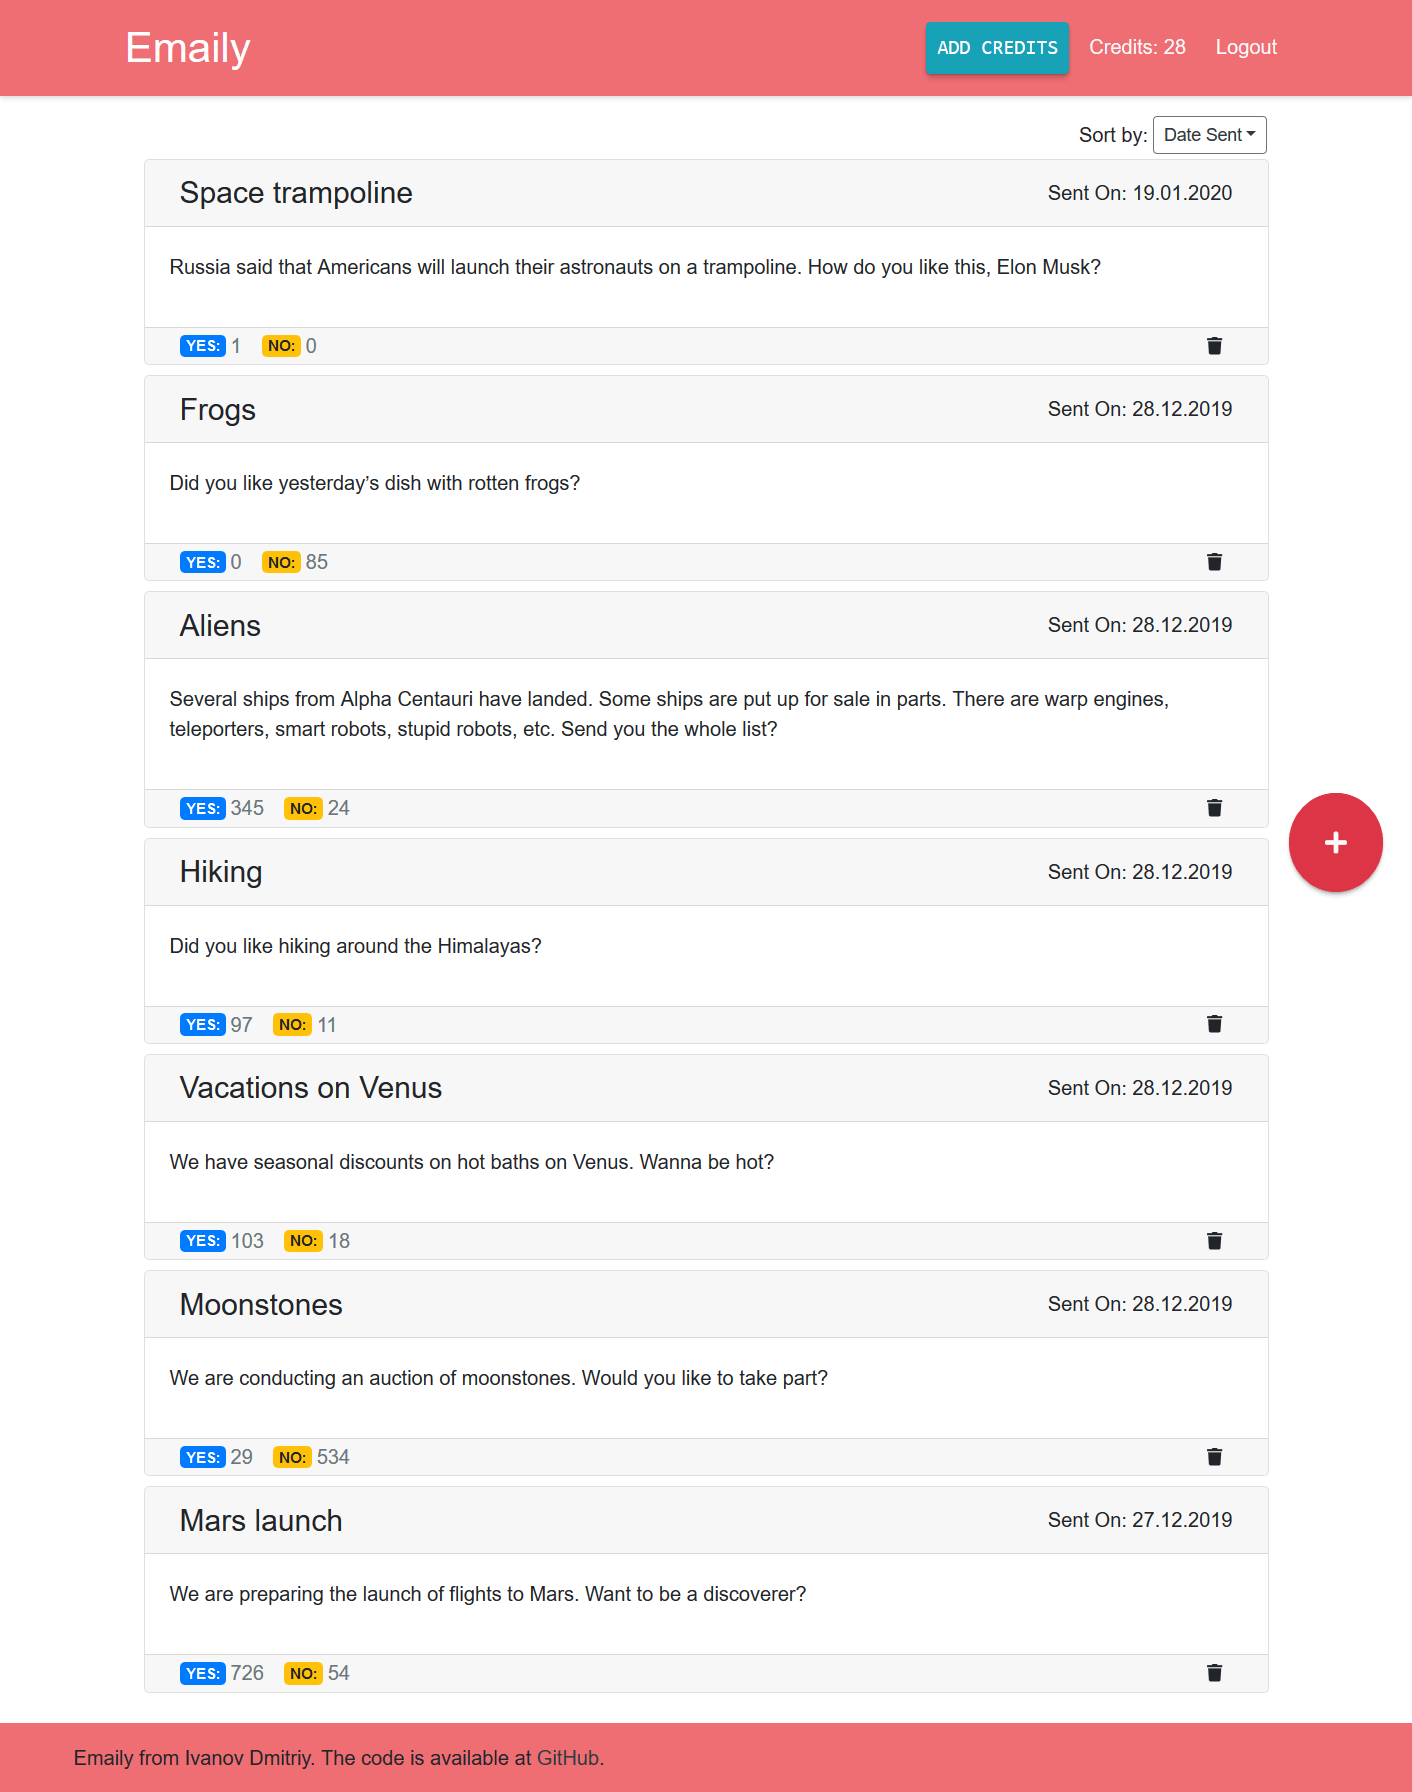 Emaily
ADD CREDITS Credits: 28 Logout
Sort by: Date Sent
Space trampoline Sent On: 19.01.2020
Russia said that Americans will launch their astronauts on a trampoline. How do you like this, Elon Musk?
YES: 1 NO: 0
Frogs Sent On: 28.12.2019
Did you like yesterday’s dish with rotten frogs?
YES: 0 NO: 85
Aliens Sent On: 28.12.2019
Several ships from Alpha Centauri have landed. Some ships are put up for sale in parts. There are warp engines,
teleporters, smart robots, stupid robots, etc. Send you the whole list?
YES: 345 NO: 24
Hiking Sent On: 28.12.2019
Did you like hiking around the Himalayas?
YES: 97 NO: 11
Vacations on Venus Sent On: 28.12.2019
We have seasonal discounts on hot baths on Venus. Wanna be hot?
YES: 103 NO: 18
Moonstones Sent On: 28.12.2019
We are conducting an auction of moonstones. Would you like to take part?
YES: 29 NO: 534
Mars launch Sent On: 27.12.2019
We are preparing the launch of flights to Mars. Want to be a discoverer?
YES: 726 NO: 54
Emaily from Ivanov Dmitriy. The code is available at GitHub.